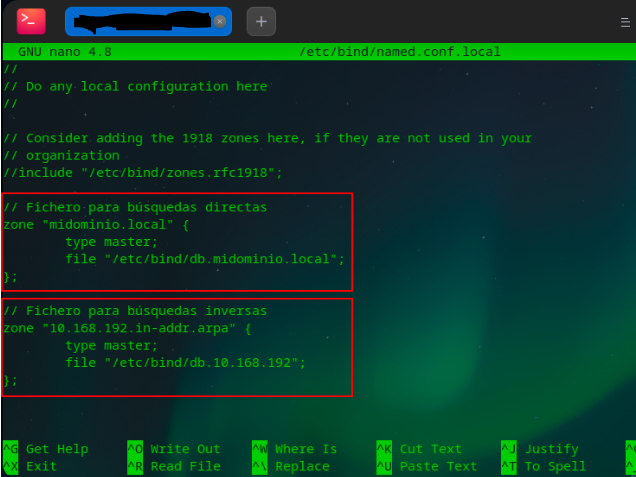 GNU nano 4.8 /etc/bind/named.conf.local
//
// Do any local configuration here
//
// Consider adding the 1918 zones here, if they are not used in your
// organization
//include "/etc/bind/zones.rfc1918";
// Fichero para búsquedas directas
zone "midominio.local" {
type master;
file "/etc/bind/db.midominio.local";
};
// Fichero para búsquedas inversas
zone "10.168.192.in-addr.arpa" {
type master;
file "/etc/bind/db.10.168.192";
};
^G Get Help ^O Write Out ^W Where Is ^K Cut Text ^J Justify
^X Exit ^R Read File ^\ Replace ^U Paste Text ^T To Spell